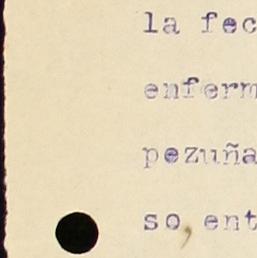 la fec
enferm
pezuña
so, ent